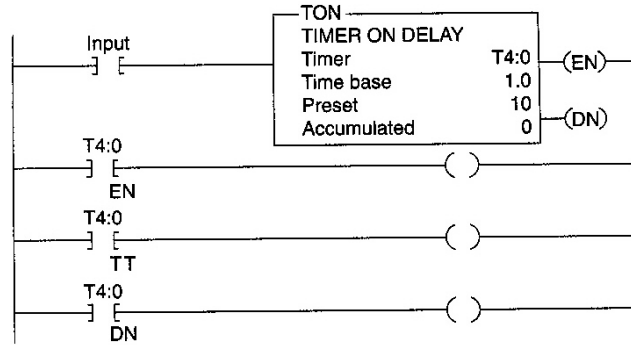 TON
Input
TIMER ON DELAY
Timer T4:0 (EN)
Time base 1.0
Preset 10
(DN)
Accumulated 0
T4:0
EN
T4:0
TT
T4:0
DN